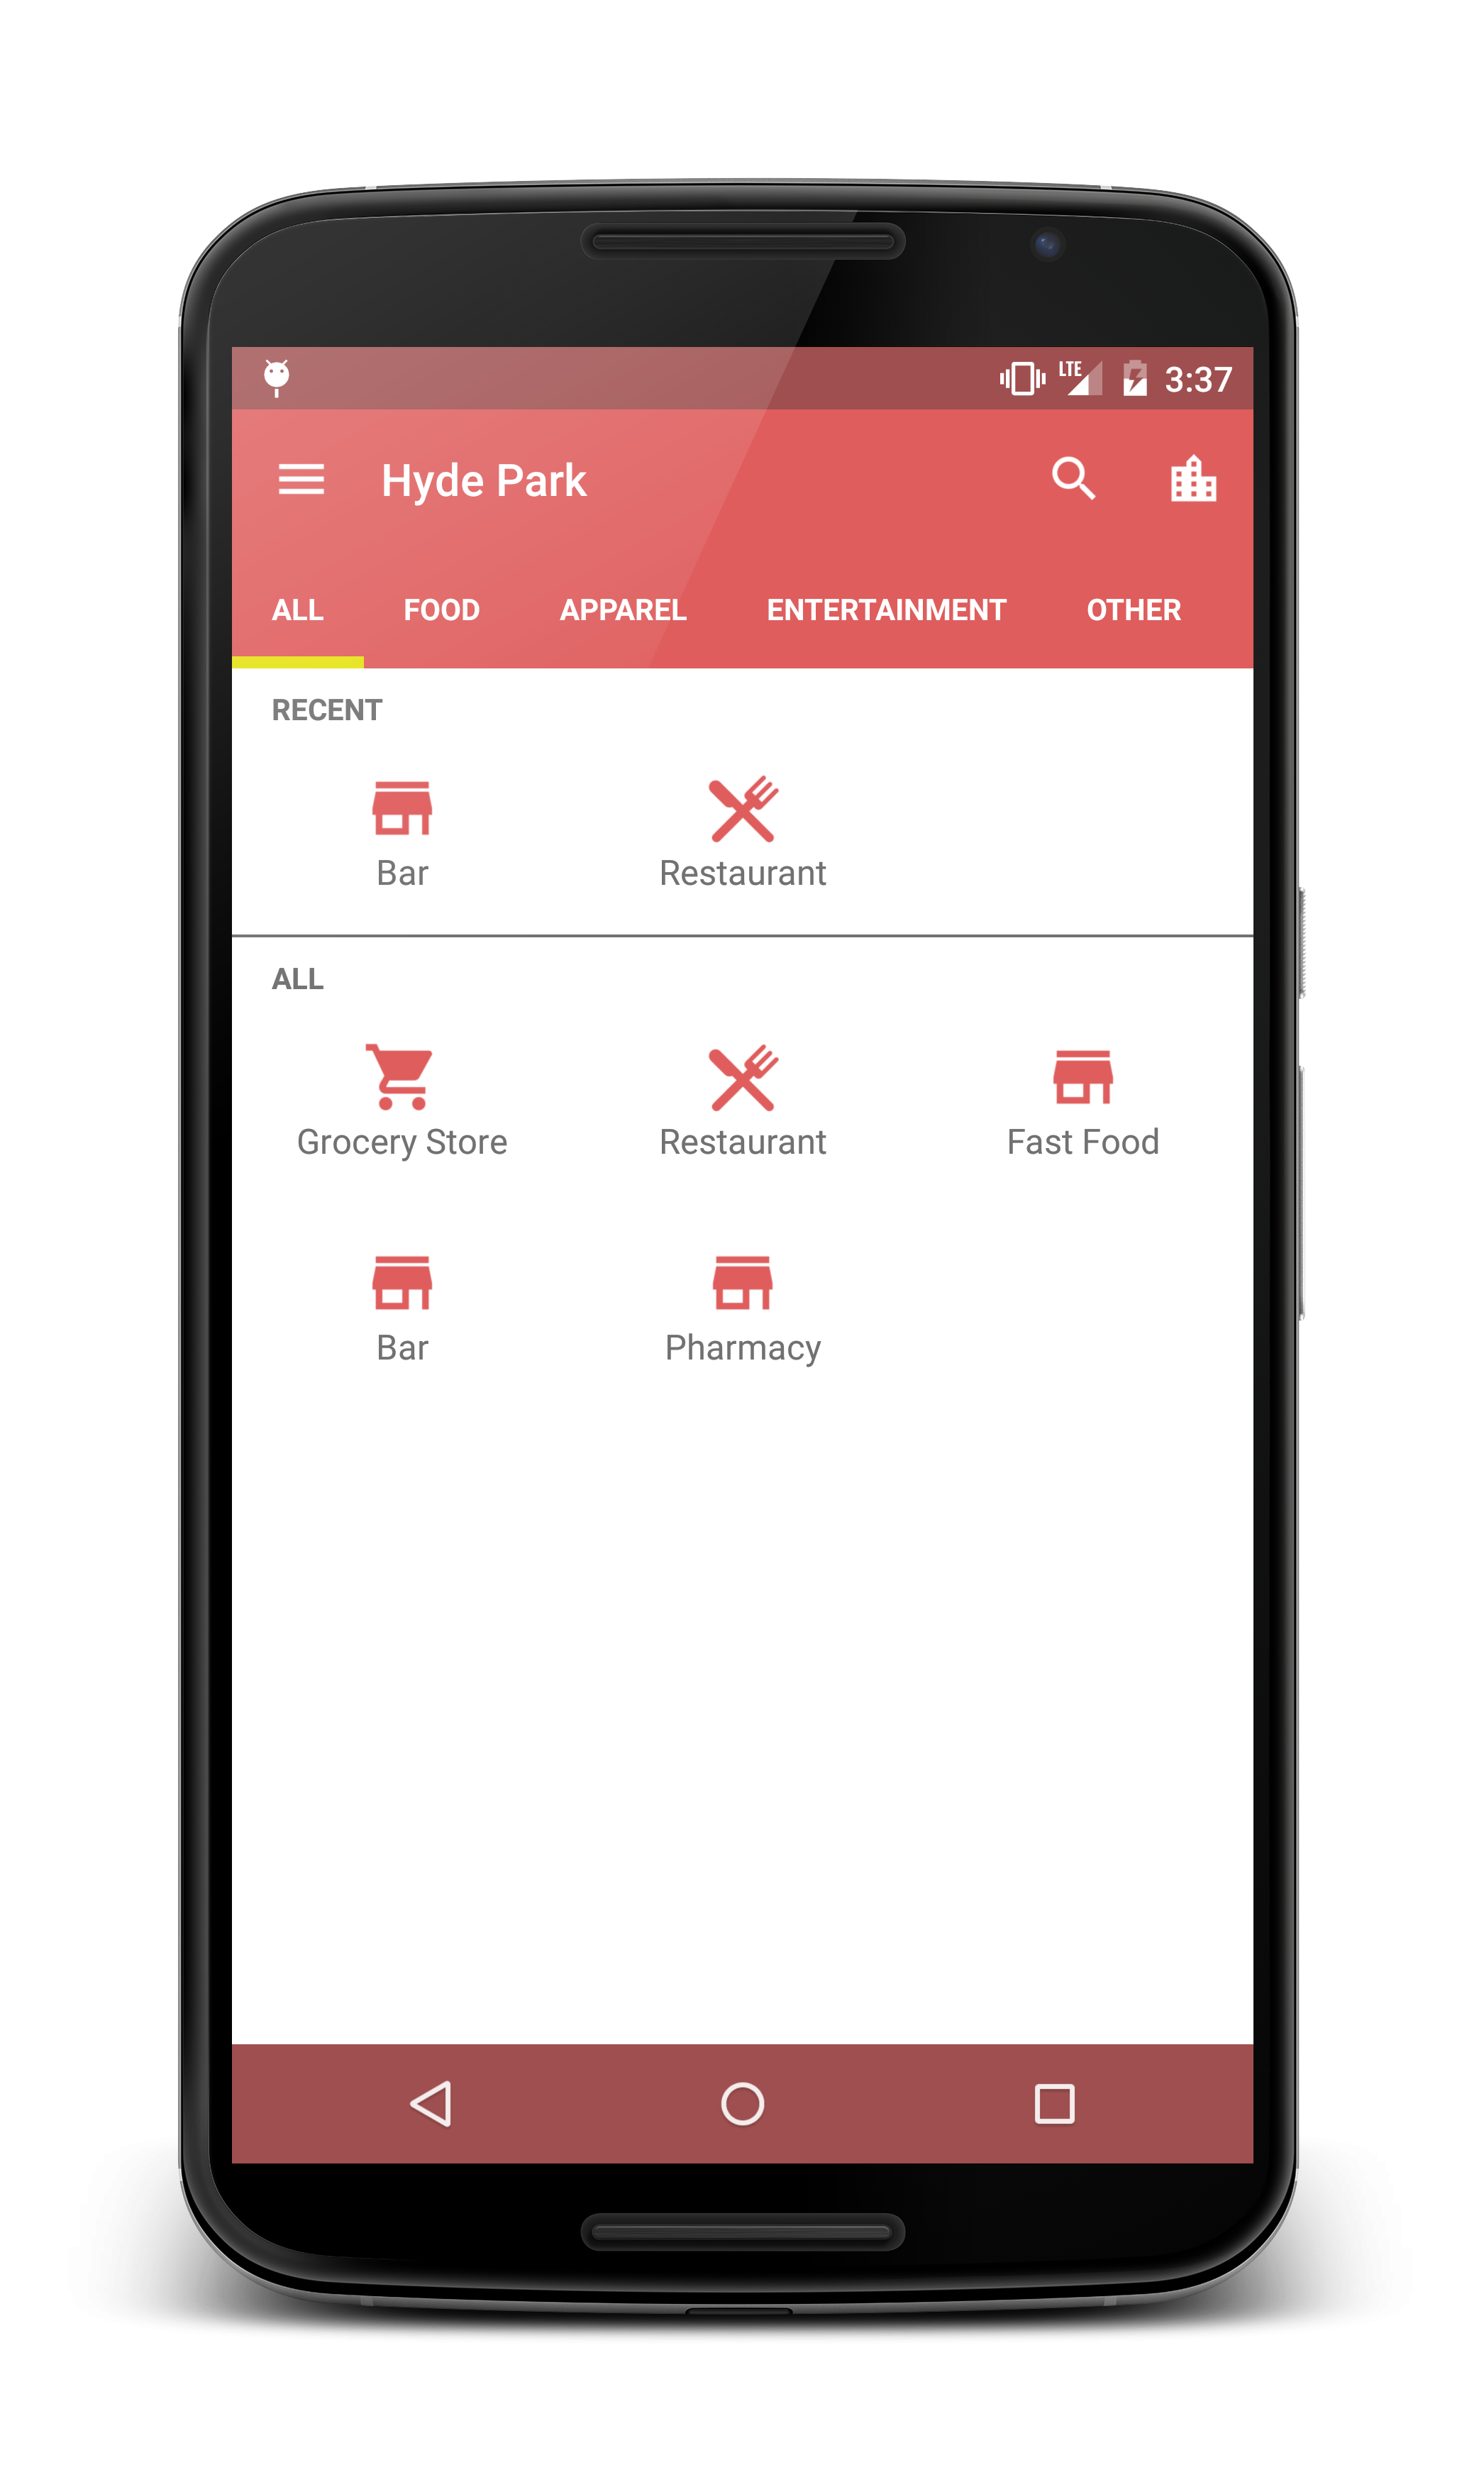 LTE 3:37
Hyde Park
ALL FOOD APPAREL ENTERTAINMENT OTHER
RECENT
Bar Restaurant
ALL
Grocery Store Restaurant Fast Food
Bar Pharmacy